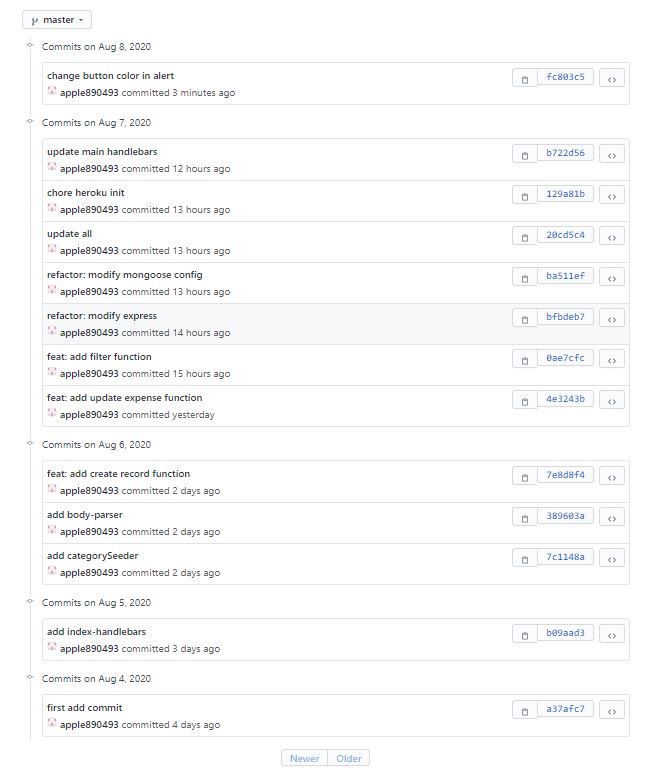 master
Commits on Aug 8, 2020
change button color in alert
fc803c5
apple890493 committed 3 minutes ago
Commits on Aug 7, 2020
update main handlebars
b722d56
apple890493 committed 12 hours ago
chore heroku init
129a81b
apple890493 committed 13 hours ago
update all
20cd5c4
apple890493 committed 13 hours ago
refactor: modify mongoose config
ba511ef
apple890493 committed 13 hours ago
refactor: modify express
bfbdeb7
apple890493 committed 14 hours ago
feat: add filter function
0ae7cfc
apple890493 committed 15 hours ago
feat: add update expense function
4e3243b
apple890493 committed yesterday
Commits on Aug 6, 2020
feat: add create record function
7e8d8f4
apple890493 committed 2 days ago
add body-parser
389603a
apple890493 committed 2 days ago
add categorySeeder
7c1148a
apple890493 committed 2 days ago
Commits on Aug 5, 2020
add index-handlebars
b09aad3
apple890493 committed 3 days ago
Commits on Aug 4, 2020
first add commit
a37afc7
apple890493 committed 4 days ago
Newer Older